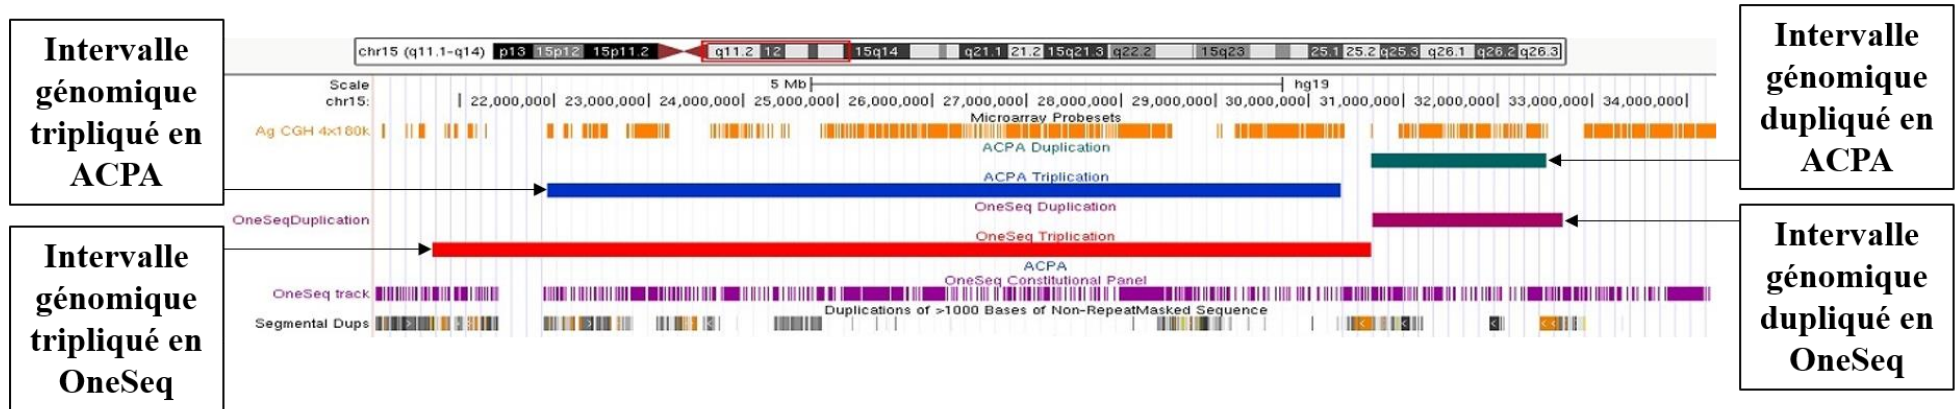 Intervalle
génomique
tripliqué en
ACPA
Intervalle
génomique
tripliqué en
OneSeq
chr15 (q11.1-q14) p13 15p12 15p11.2 q11.2 12 15q14 q21.1 21.2 15q21.3 q22.2 15q23 25.1 25.2 q25.3 q26.1 q26.2 q26.3
Scale 5 Mb hg19
chr15: 22,000,000 23,000,000 24,000,000 25,000,000 26,000,000 27,000,000 28,000,000 29,000,000 30,000,000 31,000,000 32,000,000 33,000,000 34,000,000
Microarray Probesets
Ag CGH 4x180k
ACPA Duplication
ACPA Triplication
OneSeq Duplication
OneSeqDuplication
OneSeq Triplication
ACPA
OneSeq Constitutional Panel
OneSeq track
Duplications of >1000 Bases of Non-RepeatMasked Sequence
Segmental Dups
Intervalle
génomique
dupliqué en
ACPA
Intervalle
génomique
dupliqué en
OneSeq